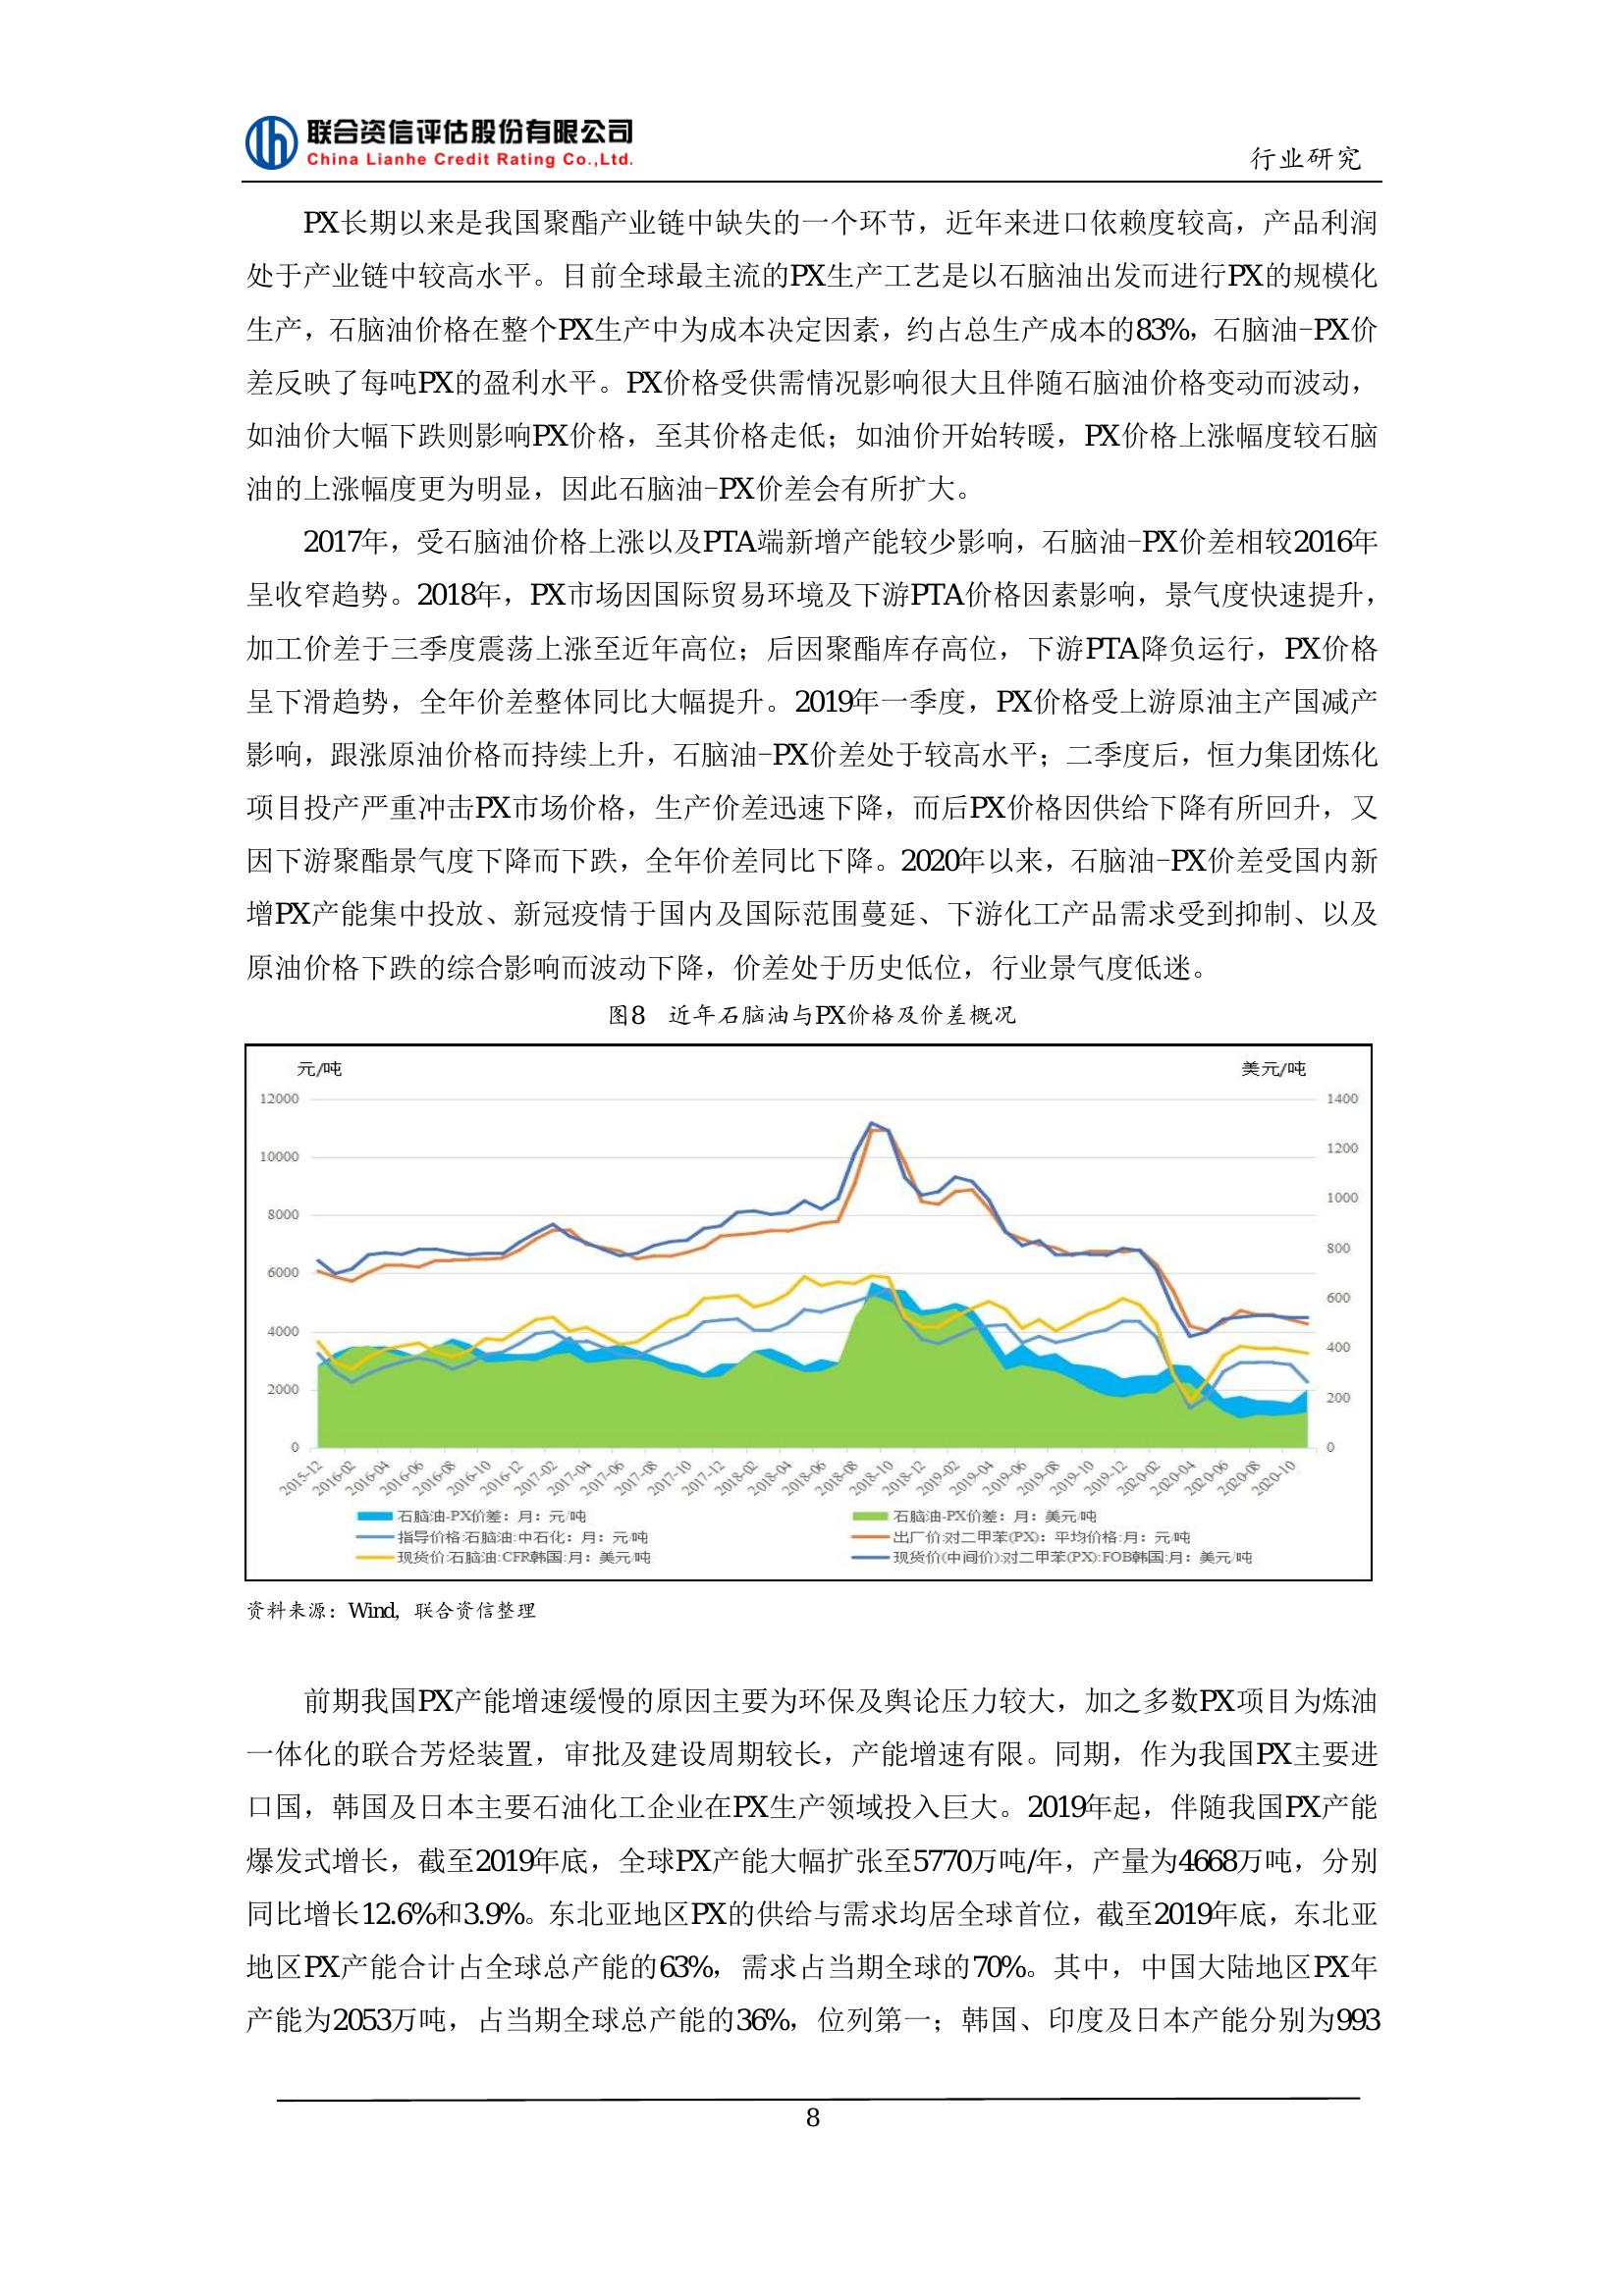 联合资信评估股份有限公司
China Lianhe Credit Rating Co.,Ltd.
行业研究
PX长期以来是我国聚酯产业链中缺失的一个环节，近年来进口依赖度较高，产品利润
处于产业链中较高水平。目前全球最主流的PX生产工艺是以石脑油出发而进行PX的规模化
生产，石脑油价格在整个PX生产中为成本决定因素，约占总生产成本的83%，石脑油-PX价
差反映了每吨PX的盈利水平。PX价格受供需情况影响很大且伴随石脑油价格变动而波动，
如油价大幅下跌则影响PX价格，至其价格走低；如油价开始转暖，PX价格上涨幅度较石脑
油的上涨幅度更为明显，因此石脑油-PX价差会有所扩大。
2017年，受石脑油价格上涨以及PTA端新增产能较少影响，石脑油-PX价差相较2016年
呈收窄趋势。2018年，PX市场因国际贸易环境及下游PTA价格因素影响，景气度快速提升，
加工价差于三季度震荡上涨至近年高位；后因聚酯库存高位，下游PTA降负运行，PX价格
呈下滑趋势，全年价差整体同比大幅提升。2019年一季度，PX价格受上游原油主产国减产
影响，跟涨原油价格而持续上升，石脑油-PX价差处于较高水平；二季度后，恒力集团炼化
项目投产严重冲击PX市场价格，生产价差迅速下降，而后PX价格因供给下降有所回升，又
因下游聚酯景气度下降而下跌，全年价差同比下降。2020年以来，石脑油-PX价差受国内新
增PX产能集中投放、新冠疫情于国内及国际范围蔓延、下游化工产品需求受到抑制、以及
原油价格下跌的综合影响而波动下降，价差处于历史低位，行业景气度低迷。
图8 近年石脑油与PX价格及价差概况
元/吨 美元/吨
12000 1400
10000 1200
8000 1000
6000 800
4000 600
2000 400
0 200
0
2015-12 2016-02 2016-04 2016-06 2016-08 2016-10 2016-12 2017-02 2017-04 2017-06 2017-08 2017-10 2017-12 2018-02 2018-04 2018-06 2018-08 2018-10 2018-12 2019-02 2019-04 2019-06 2019-08 2019-10 2019-12 2020-02 2020-04 2020-06 2020-08 2020-10
石脑油-PX价差：月：元/吨 石脑油-PX价差：月：美元/吨
指导价格:石脑油:中石化：月：元/吨 出厂价:对二甲苯(PX)：平均价格:月：元/吨
现货价:石脑油:CFR韩国:月：美元/吨 现货价(中间价):对二甲苯(PX):FOB韩国:月：美元/吨
资料来源：Wind，联合资信整理
前期我国PX产能增速缓慢的原因主要为环保及舆论压力较大，加之多数PX项目为炼油
一体化的联合芳烃装置，审批及建设周期较长，产能增速有限。同期，作为我国PX主要进
口国，韩国及日本主要石油化工企业在PX生产领域投入巨大。2019年起，伴随我国PX产能
爆发式增长，截至2019年底，全球PX产能大幅扩张至5770万吨/年，产量为4668万吨，分别
同比增长12.6%和3.9%。东北亚地区PX的供给与需求均居全球首位，截至2019年底，东北亚
地区PX产能合计占全球总产能的63%，需求占当期全球的70%。其中，中国大陆地区PX年
产能为2053万吨，占当期全球总产能的36%，位列第一；韩国、印度及日本产能分别为993
8